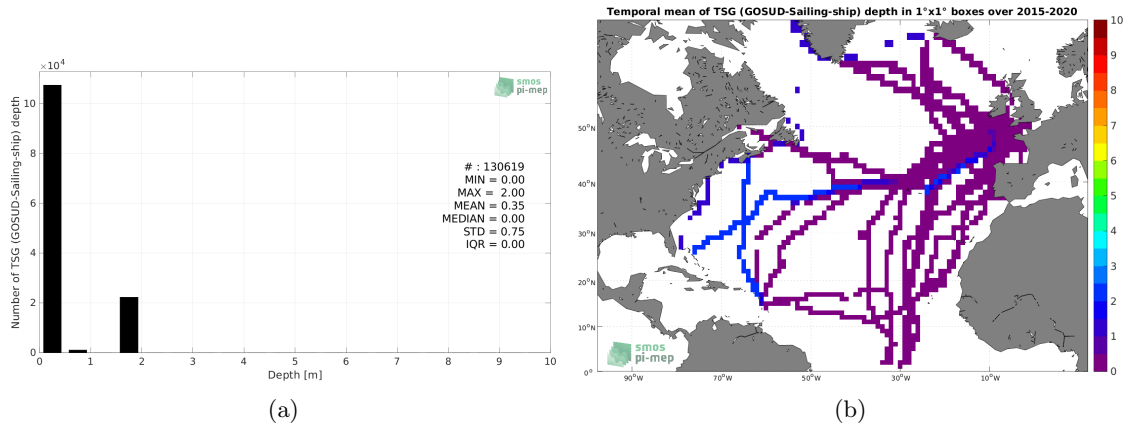 ×10⁴
10
8
6
4
2
0
Number of TSG (GOSUD-Sailing-ship) depth
smos
pi-mep
# : 130619
MIN = 0.00
MAX = 2.00
MEAN = 0.35
MEDIAN = 0.00
STD = 0.75
IQR = 0.00
0 1 2 3 4 5 6 7 8 9 10
Depth [m]
(a)
Temporal mean of TSG (GOSUD-Sailing-ship) depth in 1°x1° boxes over 2015-2020
50°N
40°N
30°N
20°N
10°N
0°N
90°W 70°W 50°W 30°W 10°W
smos
pi-mep
10
9
8
7
6
5
4
3
2
1
0
(b)